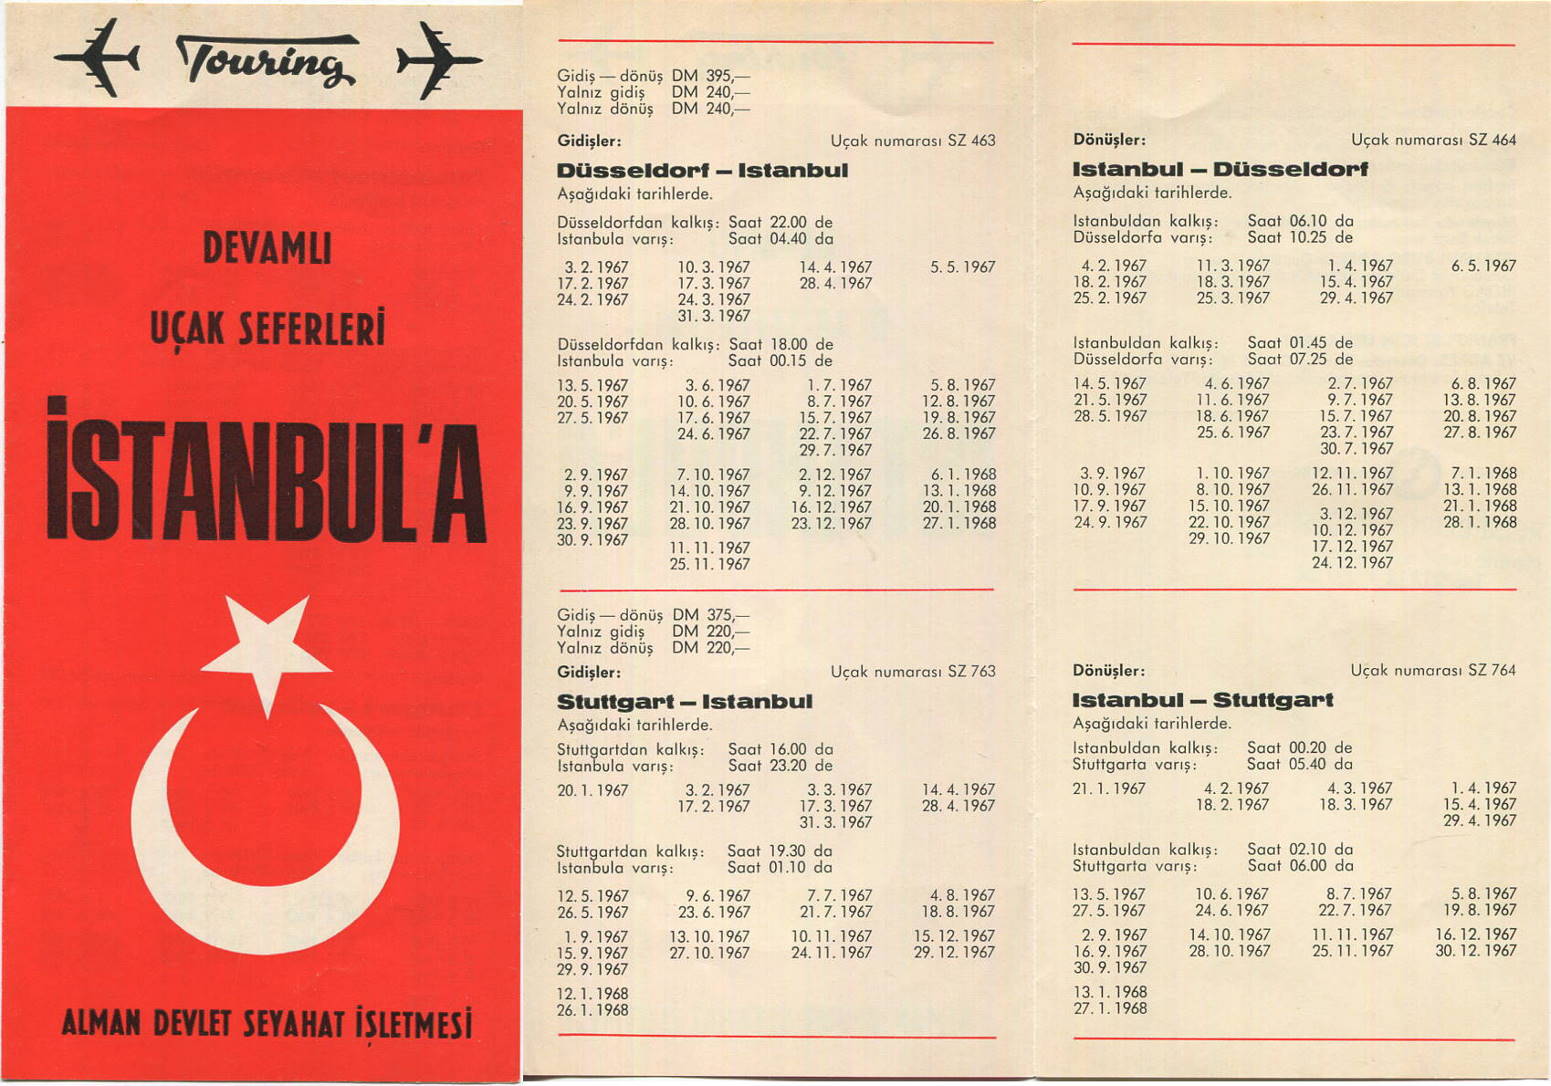 Touring
DEVAMLI
UÇAK SEFERLERİ
İSTANBUL'A
ALMAN DEVLET SEYAHAT İŞLETMESİ
Gidiş — dönüş DM 395,—
Yalnız gidiş DM 240,—
Yalnız dönüş DM 240,—
Gidişler: Uçak numarası SZ 463
Düsseldorf – Istanbul
Aşağıdaki tarihlerde.
Düsseldorfdan kalkış: Saat 22.00 de
Istanbula varış: Saat 04.40 da
3. 2. 1967 10. 3. 1967 14. 4. 1967 5. 5. 1967
17. 2. 1967 17. 3. 1967 28. 4. 1967
24. 2. 1967 24. 3. 1967
31. 3. 1967
Düsseldorfdan kalkış: Saat 18.00 de
Istanbula varış: Saat 00.15 de
13. 5. 1967 3. 6. 1967 1. 7. 1967 5. 8. 1967
20. 5. 1967 10. 6. 1967 8. 7. 1967 12. 8. 1967
27. 5. 1967 17. 6. 1967 15. 7. 1967 19. 8. 1967
24. 6. 1967 22. 7. 1967 26. 8. 1967
29. 7. 1967
2. 9. 1967 7. 10. 1967 2. 12. 1967 6. 1. 1968
9. 9. 1967 14. 10. 1967 9. 12. 1967 13. 1. 1968
16. 9. 1967 21. 10. 1967 16. 12. 1967 20. 1. 1968
23. 9. 1967 28. 10. 1967 23. 12. 1967 27. 1. 1968
30. 9. 1967
11. 11. 1967
25. 11. 1967
Gidiş — dönüş DM 375,—
Yalnız gidiş DM 220,—
Yalnız dönüş DM 220,—
Gidişler: Uçak numarası SZ 763
Stuttgart – Istanbul
Aşağıdaki tarihlerde.
Stuttgartdan kalkış: Saat 16.00 da
Istanbula varış: Saat 23.20 de
20. 1. 1967 3. 2. 1967 3. 3. 1967 14. 4. 1967
17. 2. 1967 17. 3. 1967 28. 4. 1967
31. 3. 1967
Stuttgartdan kalkış: Saat 19.30 da
Istanbula varış: Saat 01.10 da
12. 5. 1967 9. 6. 1967 7. 7. 1967 4. 8. 1967
26. 5. 1967 23. 6. 1967 21. 7. 1967 18. 8. 1967
1. 9. 1967 13. 10. 1967 10. 11. 1967 15. 12. 1967
15. 9. 1967 27. 10. 1967 24. 11. 1967 29. 12. 1967
29. 9. 1967
12. 1. 1968
26. 1. 1968
Dönüşler: Uçak numarası SZ 464
Istanbul – Düsseldorf
Aşağıdaki tarihlerde.
Istanbuldan kalkış: Saat 06.10 da
Düsseldorfa varış: Saat 10.25 de
4. 2. 1967 11. 3. 1967 1. 4. 1967 6. 5. 1967
18. 2. 1967 18. 3. 1967 15. 4. 1967
25. 2. 1967 25. 3. 1967 29. 4. 1967
Istanbuldan kalkış: Saat 01.45 de
Düsseldorfa varış: Saat 07.25 de
14. 5. 1967 4. 6. 1967 2. 7. 1967 6. 8. 1967
21. 5. 1967 11. 6. 1967 9. 7. 1967 13. 8. 1967
28. 5. 1967 18. 6. 1967 15. 7. 1967 20. 8. 1967
25. 6. 1967 23. 7. 1967 27. 8. 1967
30. 7. 1967
3. 9. 1967 1. 10. 1967 12. 11. 1967 7. 1. 1968
10. 9. 1967 8. 10. 1967 26. 11. 1967 13. 1. 1968
17. 9. 1967 15. 10. 1967 3. 12. 1967 21. 1. 1968
24. 9. 1967 22. 10. 1967 10. 12. 1967 28. 1. 1968
29. 10. 1967 17. 12. 1967
24. 12. 1967
Dönüşler: Uçak numarası SZ 764
Istanbul – Stuttgart
Aşağıdaki tarihlerde.
Istanbuldan kalkış: Saat 00.20 de
Stuttgarta varış: Saat 05.40 da
21. 1. 1967 4. 2. 1967 4. 3. 1967 1. 4. 1967
18. 2. 1967 18. 3. 1967 15. 4. 1967
29. 4. 1967
Istanbuldan kalkış: Saat 02.10 da
Stuttgarta varış: Saat 06.00 da
13. 5. 1967 10. 6. 1967 8. 7. 1967 5. 8. 1967
27. 5. 1967 24. 6. 1967 22. 7. 1967 19. 8. 1967
2. 9. 1967 14. 10. 1967 11. 11. 1967 16. 12. 1967
16. 9. 1967 28. 10. 1967 25. 11. 1967 30. 12. 1967
30. 9. 1967
13. 1. 1968
27. 1. 1968